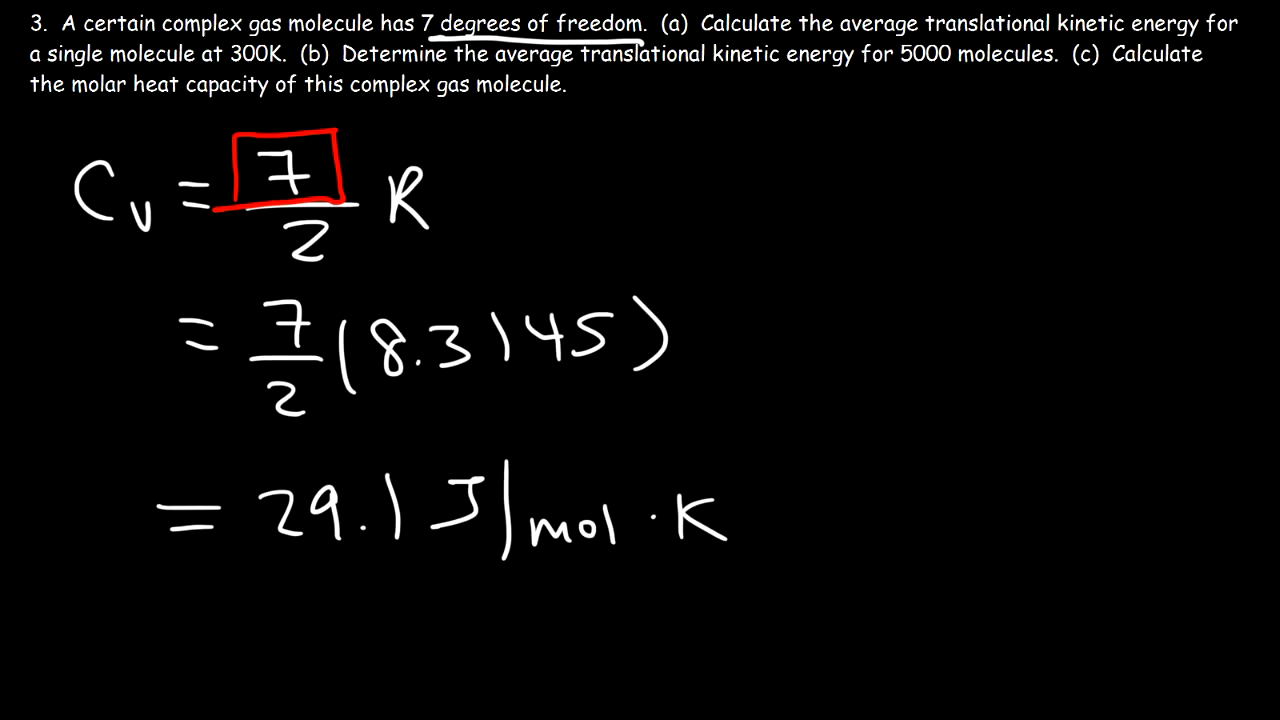 3. A certain complex gas molecule has 7 degrees of freedom. (a) Calculate the average translational kinetic energy for
a single molecule at 300K. (b) Determine the average translational kinetic energy for 5000 molecules. (c) Calculate
the molar heat capacity of this complex gas molecule.
Cv = 7/2 R
= 7/2 (8.3145)
= 29.1 J/mol · K